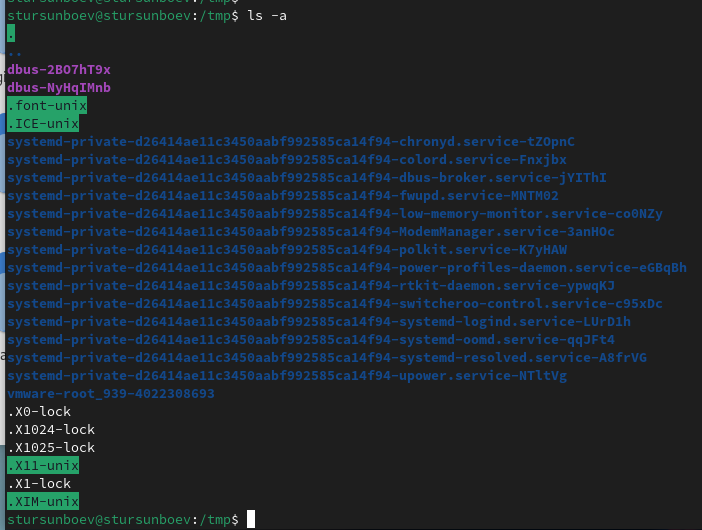 stursunboev@stursunboev:/tmp$ ls -a
.
..
dbus-2BO7hT9x
dbus-NyHqIMnb
.font-unix
.ICE-unix
systemd-private-d26414ae11c3450aabf992585ca14f94-chronyd.service-tZOpnC
systemd-private-d26414ae11c3450aabf992585ca14f94-colord.service-Fnxjbx
systemd-private-d26414ae11c3450aabf992585ca14f94-dbus-broker.service-jYIThI
systemd-private-d26414ae11c3450aabf992585ca14f94-fwupd.service-MNTM02
systemd-private-d26414ae11c3450aabf992585ca14f94-low-memory-monitor.service-co0NZy
systemd-private-d26414ae11c3450aabf992585ca14f94-ModemManager.service-3anHOc
systemd-private-d26414ae11c3450aabf992585ca14f94-polkit.service-K7yHAW
systemd-private-d26414ae11c3450aabf992585ca14f94-power-profiles-daemon.service-eGBqBh
systemd-private-d26414ae11c3450aabf992585ca14f94-rtkit-daemon.service-ypwqKJ
systemd-private-d26414ae11c3450aabf992585ca14f94-switcheroo-control.service-c95xDc
systemd-private-d26414ae11c3450aabf992585ca14f94-systemd-logind.service-LUrD1h
systemd-private-d26414ae11c3450aabf992585ca14f94-systemd-oomd.service-qqJFt4
systemd-private-d26414ae11c3450aabf992585ca14f94-systemd-resolved.service-A8frVG
systemd-private-d26414ae11c3450aabf992585ca14f94-upower.service-NTltVg
vmware-root_939-4022308693
.X0-lock
.X1024-lock
.X1025-lock
.X11-unix
.X1-lock
.XIM-unix
stursunboev@stursunboev:/tmp$